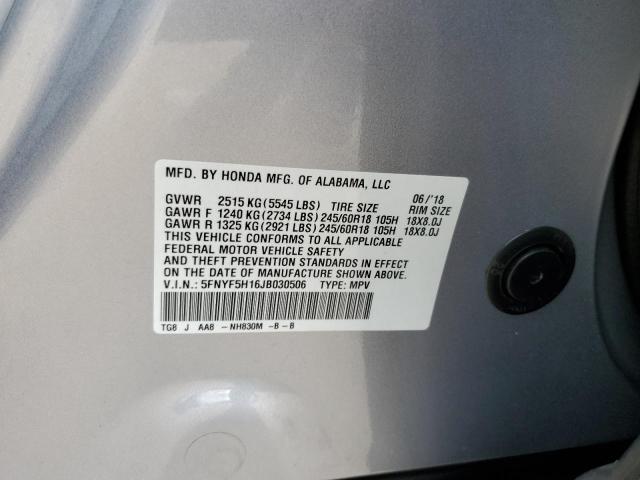 MFD. BY HONDA MFG. OF ALABAMA, LLC
GVWR 2515 KG(5545 LBS) TIRE SIZE 06/'18 RIM SIZE
GAWR F 1240 KG(2734 LBS) 245/60R18 105H 18X8.0J
GAWR R 1325 KG(2921 LBS) 245/60R18 105H 18X8.0J
THIS VEHICLE CONFORMS TO ALL APPLICABLE
FEDERAL MOTOR VEHICLE SAFETY
AND THEFT PREVENTION STANDARDS IN EFFECT
ON THE DATE OF MANUFACTURE SHOWN ABOVE.
V.I.N.: 5FNYF5H16JB030506 TYPE: MPV
TG8 J AA8 - NH830M -B - B